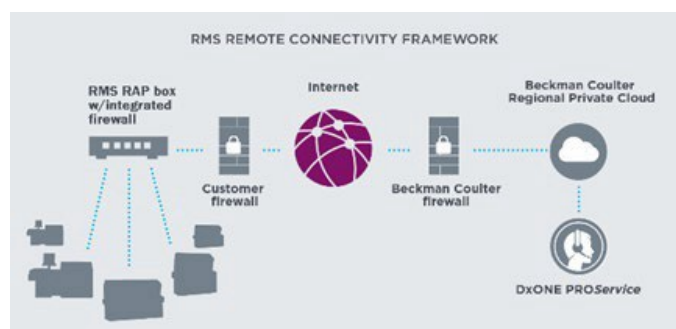 RMS REMOTE CONNECTIVITY FRAMEWORK
RMS RAP box
w/integrated
firewall
Internet
Beckman Coulter
Regional Private Cloud
Customer
firewall
Beckman Coulter
firewall
DxONE PROService